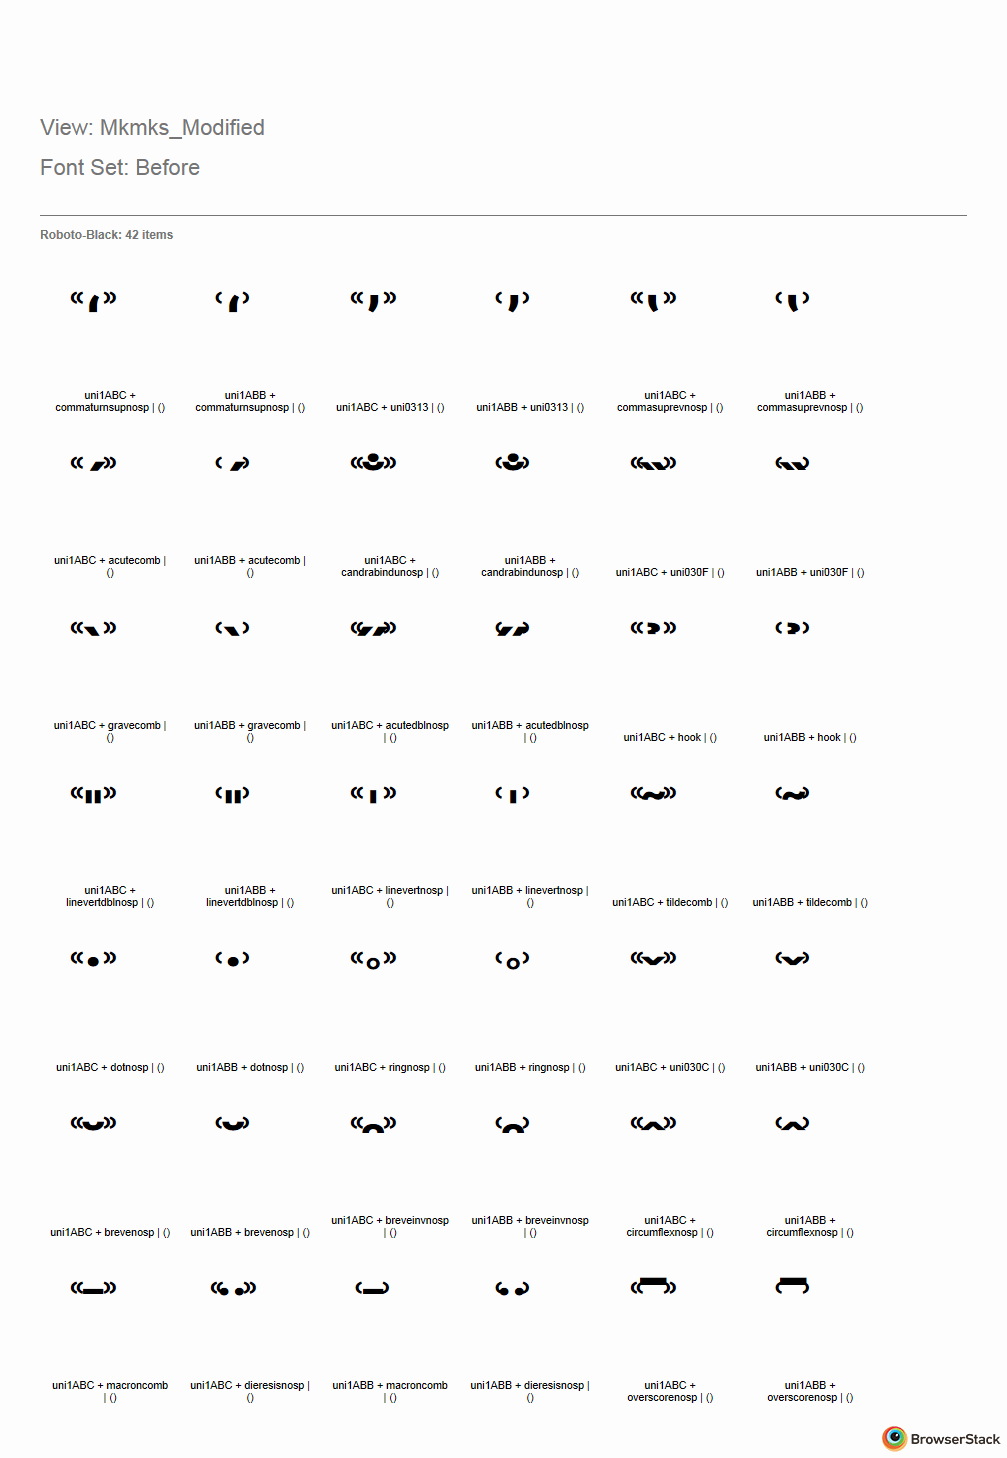 View: Mkmks_Modified
Font Set: Before
Roboto-Black: 42 items
uni1ABC +
commaturnsupnosp | ()
uni1ABB +
commaturnsupnosp | ()
uni1ABC + uni0313 | ()
uni1ABB + uni0313 | ()
uni1ABC +
commasuprevnosp | ()
uni1ABB +
commasuprevnosp | ()
uni1ABC + acutecomb |
()
uni1ABB + acutecomb |
()
uni1ABC +
candrabindunosp | ()
uni1ABB +
candrabindunosp | ()
uni1ABC + uni030F | ()
uni1ABB + uni030F | ()
uni1ABC + gravecomb |
()
uni1ABB + gravecomb |
()
uni1ABC + acutedblnosp
| ()
uni1ABB + acutedblnosp
| ()
uni1ABC + hook | ()
uni1ABB + hook | ()
uni1ABC +
linevertdblnosp | ()
uni1ABB +
linevertdblnosp | ()
uni1ABC + linevertnosp |
()
uni1ABB + linevertnosp |
()
uni1ABC + tildecomb | ()
uni1ABB + tildecomb | ()
uni1ABC + dotnosp | ()
uni1ABB + dotnosp | ()
uni1ABC + ringnosp | ()
uni1ABB + ringnosp | ()
uni1ABC + uni030C | ()
uni1ABB + uni030C | ()
uni1ABC + brevenosp | ()
uni1ABB + brevenosp | ()
uni1ABC + breveinvnosp
| ()
uni1ABB + breveinvnosp
| ()
uni1ABC +
circumflexnosp | ()
uni1ABB +
circumflexnosp | ()
uni1ABC + macroncomb
| ()
uni1ABC + dieresisnosp |
()
uni1ABB + macroncomb
| ()
uni1ABB + dieresisnosp |
()
uni1ABC +
overscorenosp | ()
uni1ABB +
overscorenosp | ()
BrowserStack